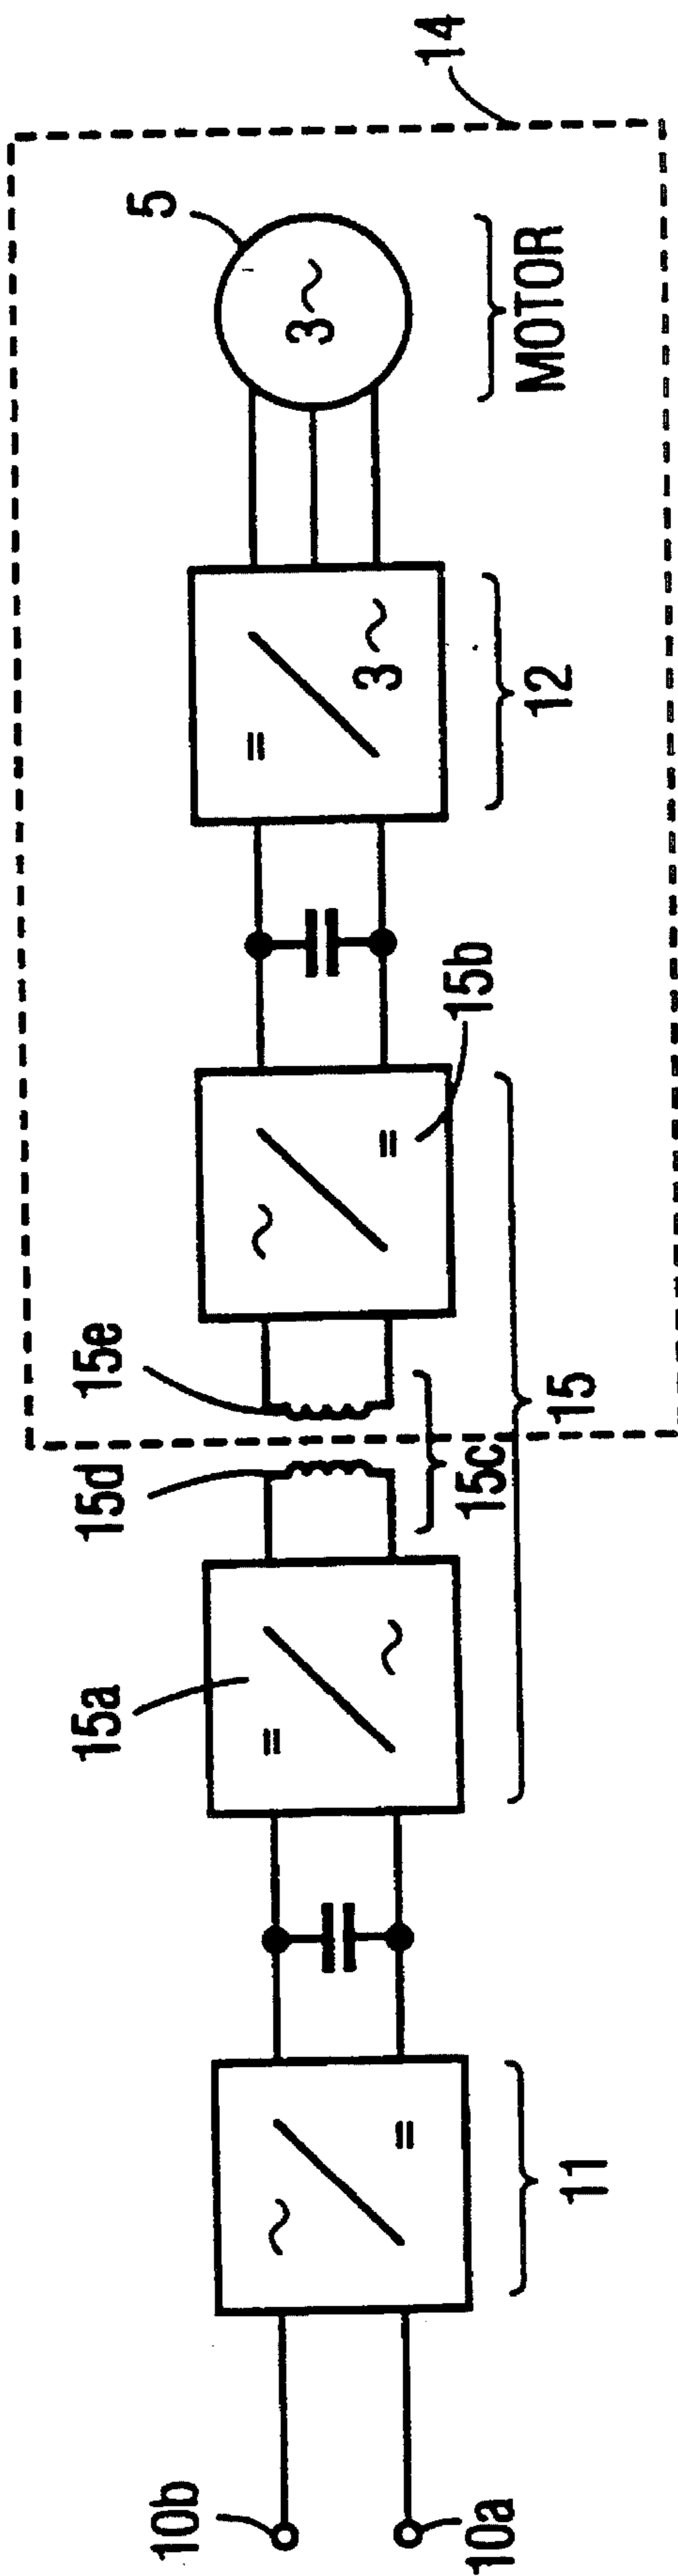 14
5
3~
MOTOR
=
3~
12
~
=
15b
15e
15d
15c
15
=
~
15a
~
=
11
10b
10a